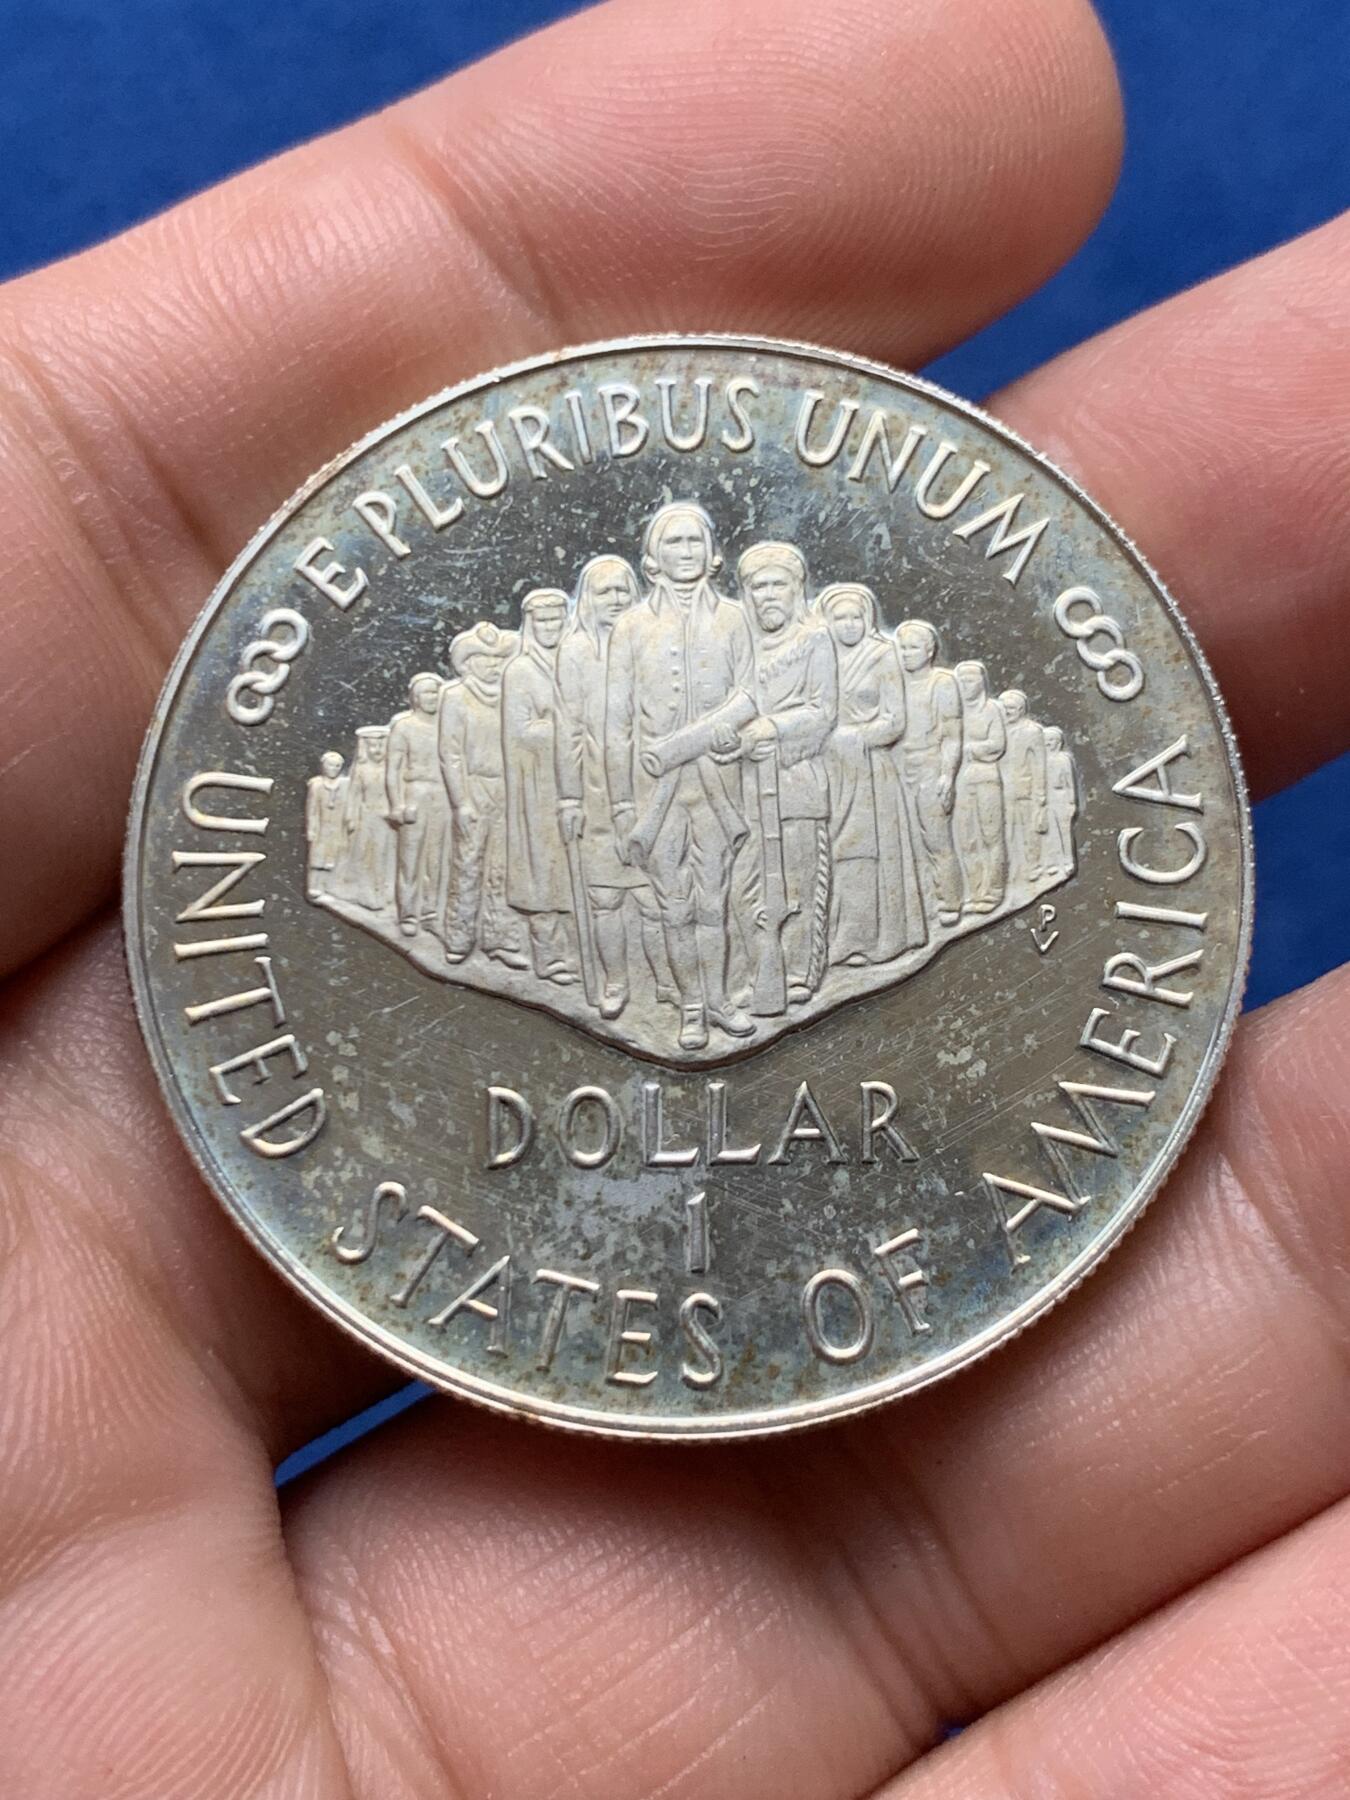 E PLURIBUS UNUM
P
DOLLAR
1
UNITED STATES OF AMERICA